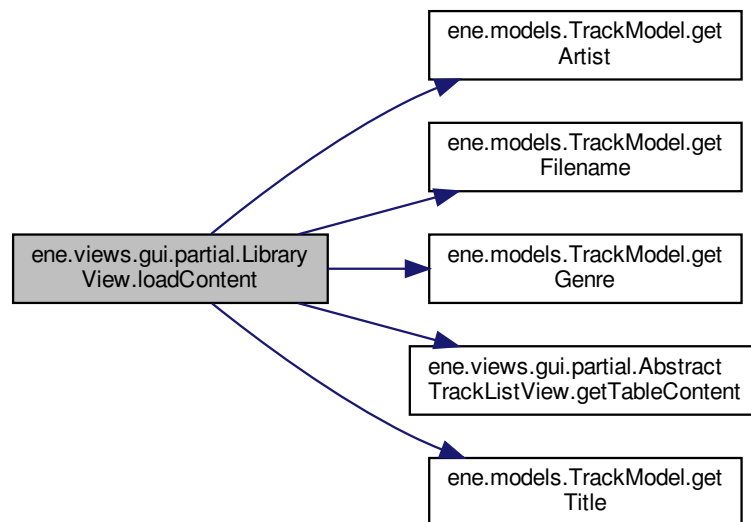 ene.models.TrackModel.get
Artist
ene.models.TrackModel.get
Filename
ene.views.gui.partial.Library
View.loadContent
ene.models.TrackModel.get
Genre
ene.views.gui.partial.Abstract
TrackListView.getTableContent
ene.models.TrackModel.get
Title